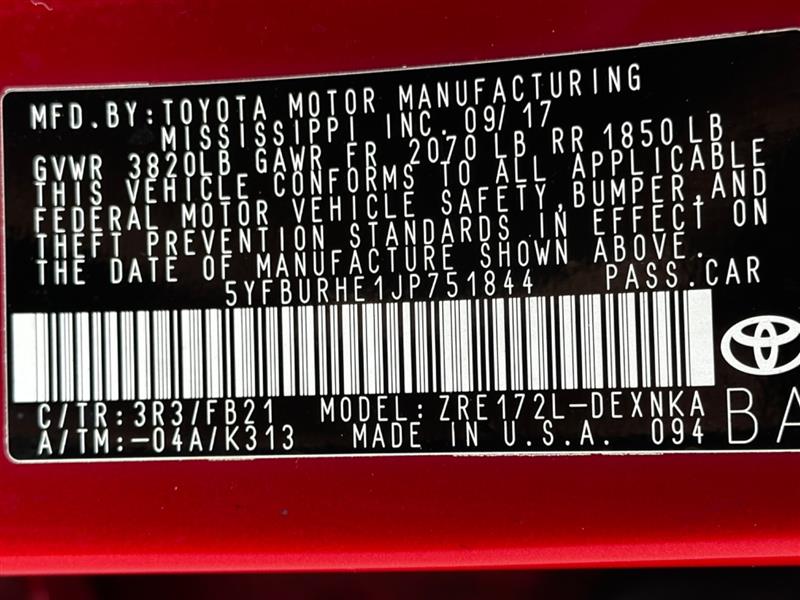 MFD.BY:TOYOTA MOTOR MANUFACTURING
MISSISSIPPI INC. 09/17
GVWR 3820LB GAWR FR 2070 LB RR 1850 LB
THIS VEHICLE CONFORMS TO ALL APPLICABLE
FEDERAL MOTOR VEHICLE SAFETY,BUMPER,AND
THEFT PREVENTION STANDARDS IN EFFECT ON
THE DATE OF MANUFACTURE SHOWN ABOVE.
5YFBURHE1JP751844 PASS.CAR
C/TR:3R3/FB21 MODEL:ZRE172L-DEXNKA
A/TM:-04A/K313 MADE IN U.S.A. 094 BA